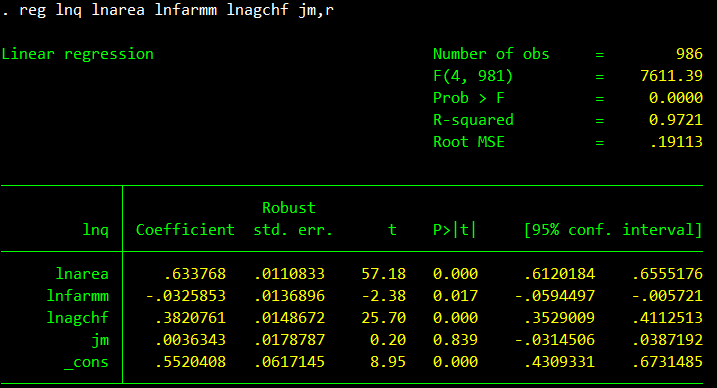 . reg lnq lnarea lnfarmm lnagchf jm,r
Linear regression Number of obs = 986
F(4, 981) = 7611.39
Prob > F = 0.0000
R-squared = 0.9721
Root MSE = .19113
Robust
lnq Coefficient std. err. t P>|t| [95% conf. interval]
lnarea .633768 .0110833 57.18 0.000 .6120184 .6555176
lnfarmm -.0325853 .0136896 -2.38 0.017 -.0594497 -.005721
lnagchf .3820761 .0148672 25.70 0.000 .3529009 .4112513
jm .0036343 .0178787 0.20 0.839 -.0314506 .0387192
_cons .5520408 .0617145 8.95 0.000 .4309331 .6731485